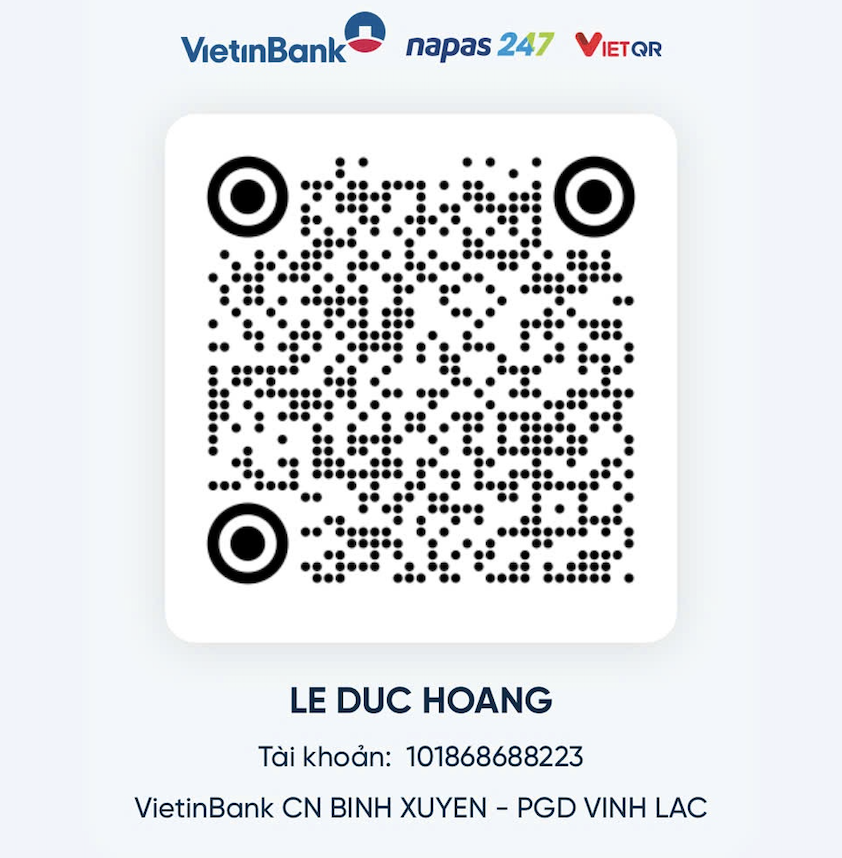 VietinBank napas 247 VIETQR
LE DUC HOANG
Tài khoản: 101868688223
VietinBank CN BINH XUYEN - PGD VINH LAC